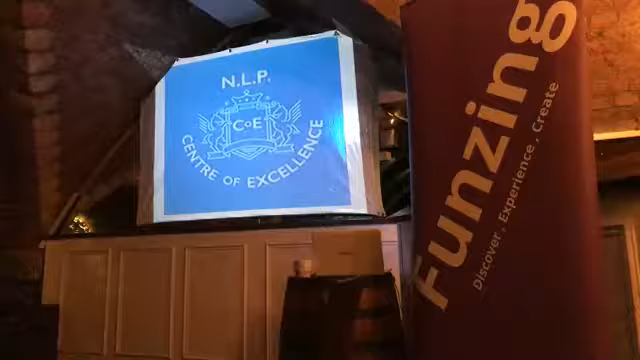 N.L.P.
CoE
CENTRE OF EXCELLENCE
Funzing
Discover, Experience, Create